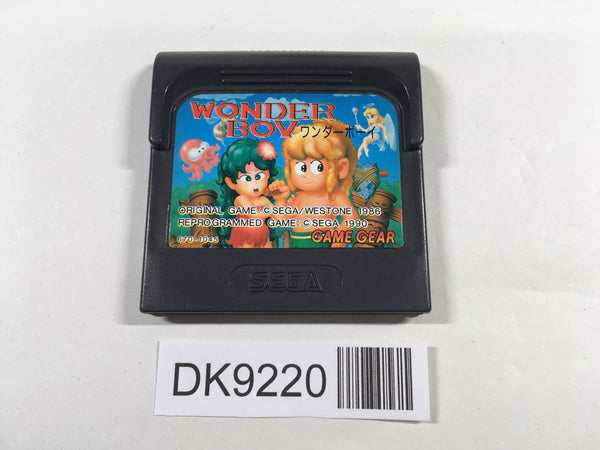 WONDER
BOY ワンダーボーイ
ORIGINAL GAME ©SEGA/WESTONE 1986
REPROGRAMMED GAME ©SEGA 1990
670-1045
GAME GEAR
SEGA
DK9220